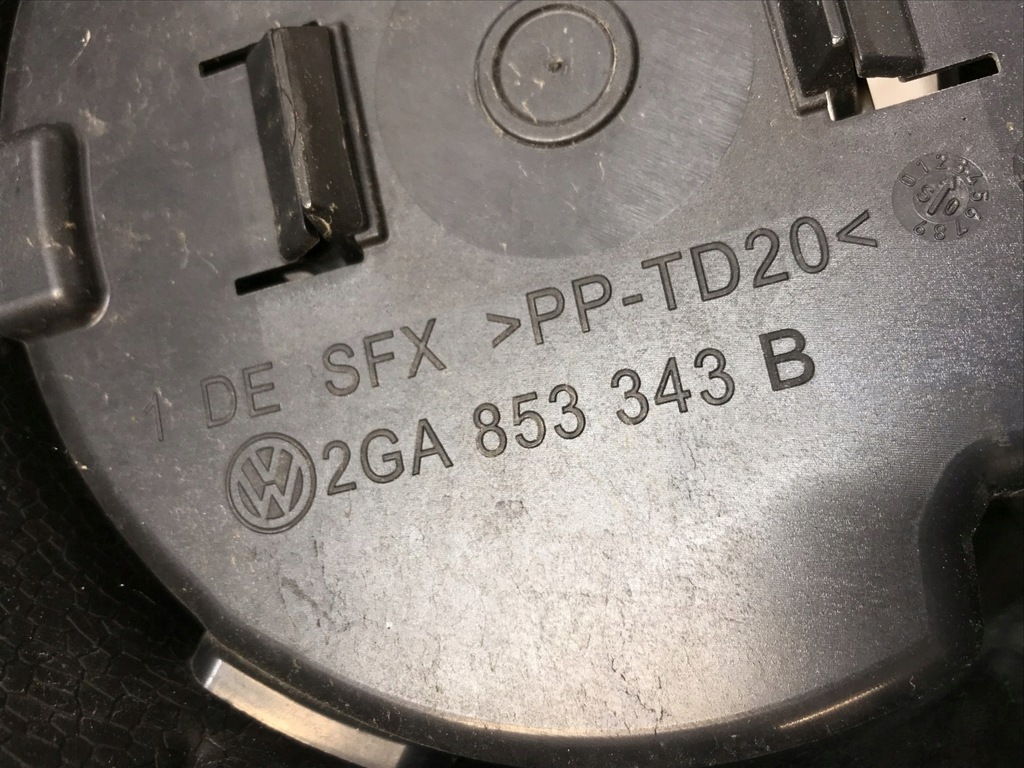 1 DE SFX >PP-TD20<
2GA 853 343 B